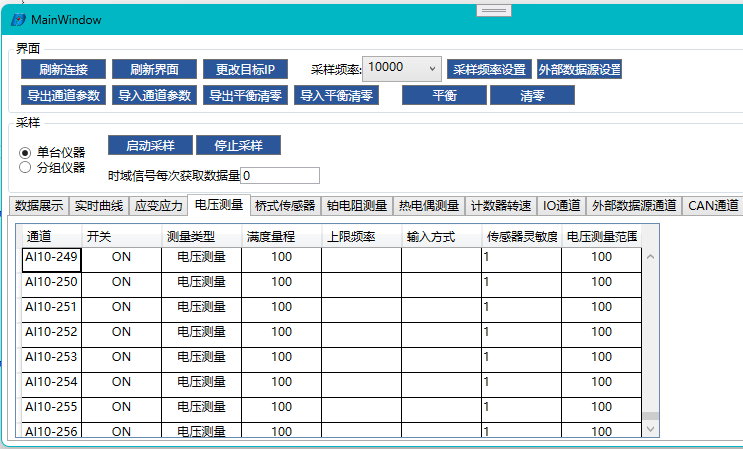 MainWindow
界面
刷新连接 刷新界面 更改目标IP 采样频率: 10000 采样频率设置 外部数据源设置
导出通道参数 导入通道参数 导出平衡清零 导入平衡清零 平衡 清零
采样
单台仪器 启动采样 停止采样
分组仪器
时域信号每次获取数据量 0
数据展示 实时曲线 应变应力 电压测量 桥式传感器 铂电阻测量 热电偶测量 计数器转速 IO通道 外部数据源通道 CAN通道
通道 开关 测量类型 满度量程 上限频率 输入方式 传感器灵敏度 电压测量范围
AI10-249 ON 电压测量 100 1 100
AI10-250 ON 电压测量 100 1 100
AI10-251 ON 电压测量 100 1 100
AI10-252 ON 电压测量 100 1 100
AI10-253 ON 电压测量 100 1 100
AI10-254 ON 电压测量 100 1 100
AI10-255 ON 电压测量 100 1 100
AI10-256 ON 电压测量 100 1 100